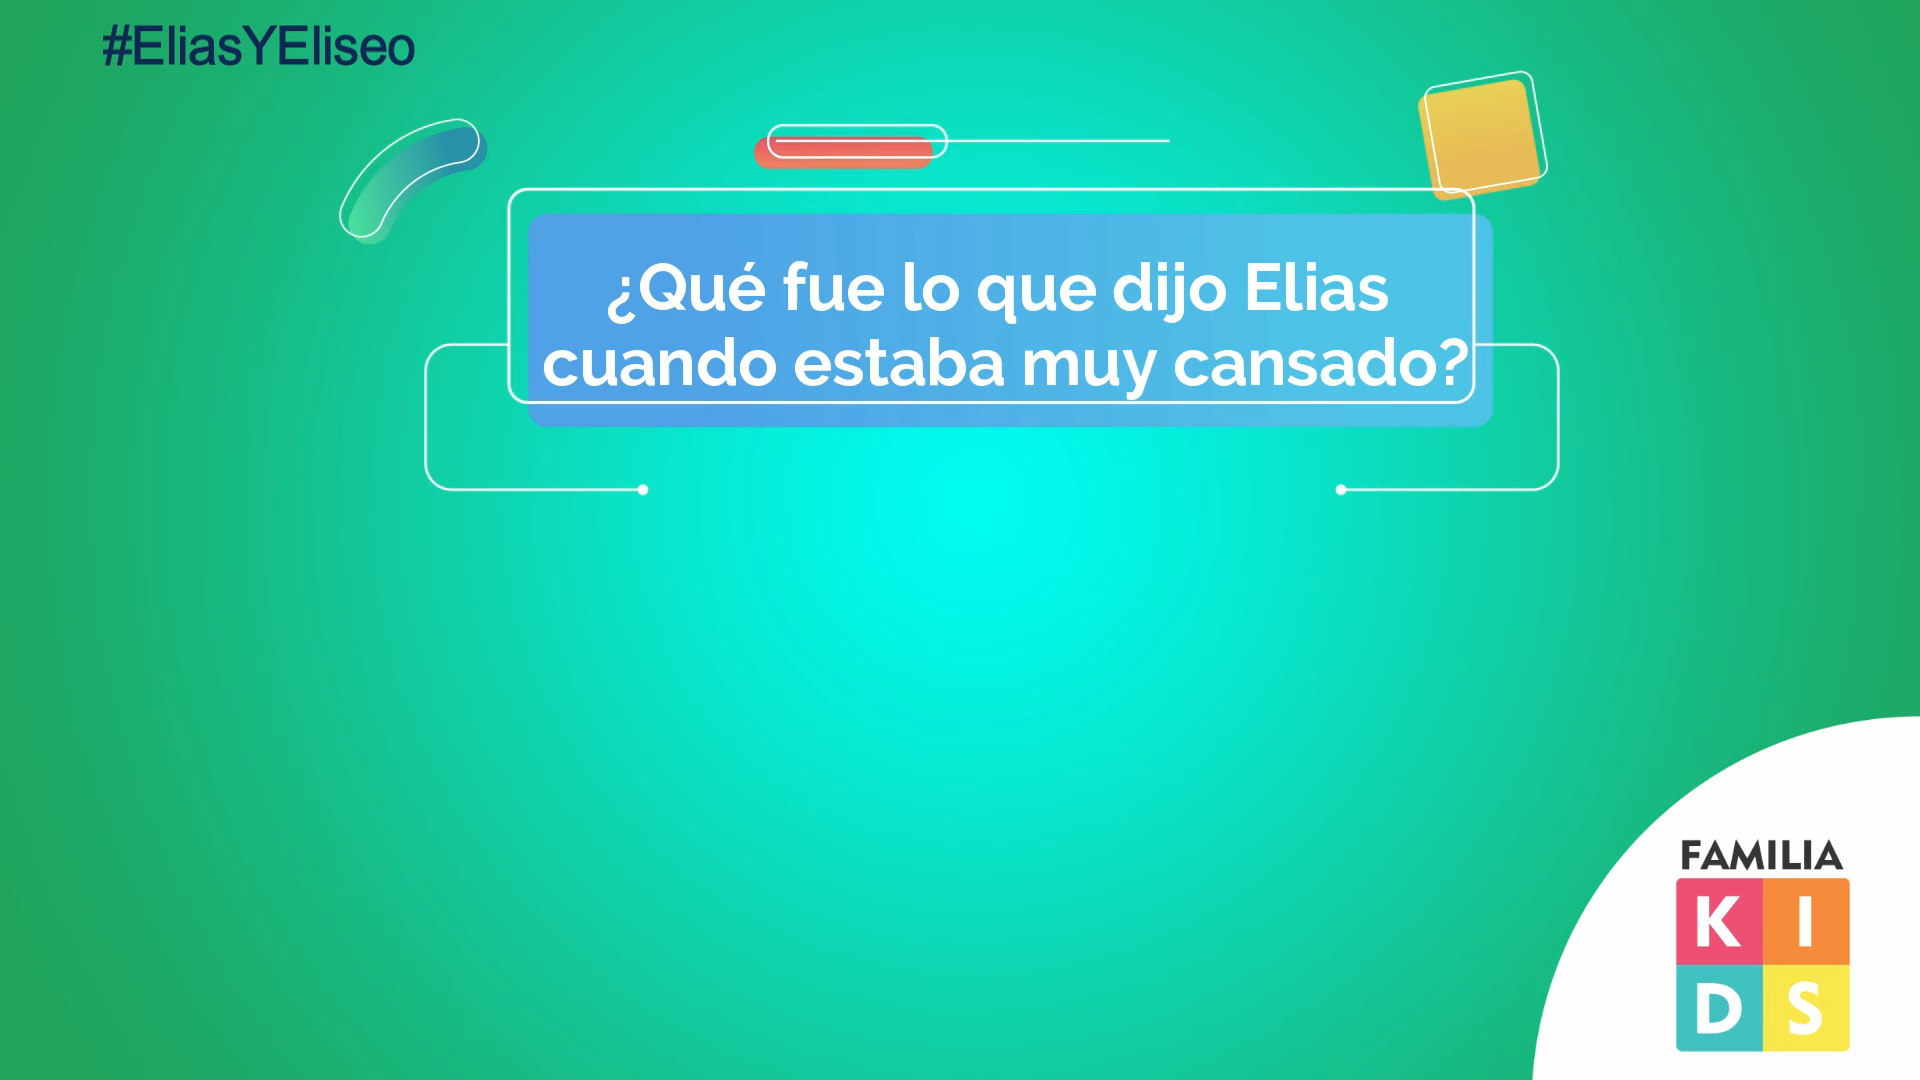 #EliasYEliseo
¿Qué fue lo que dijo Elias
cuando estaba muy cansado?
FAMILIA
K I
D S